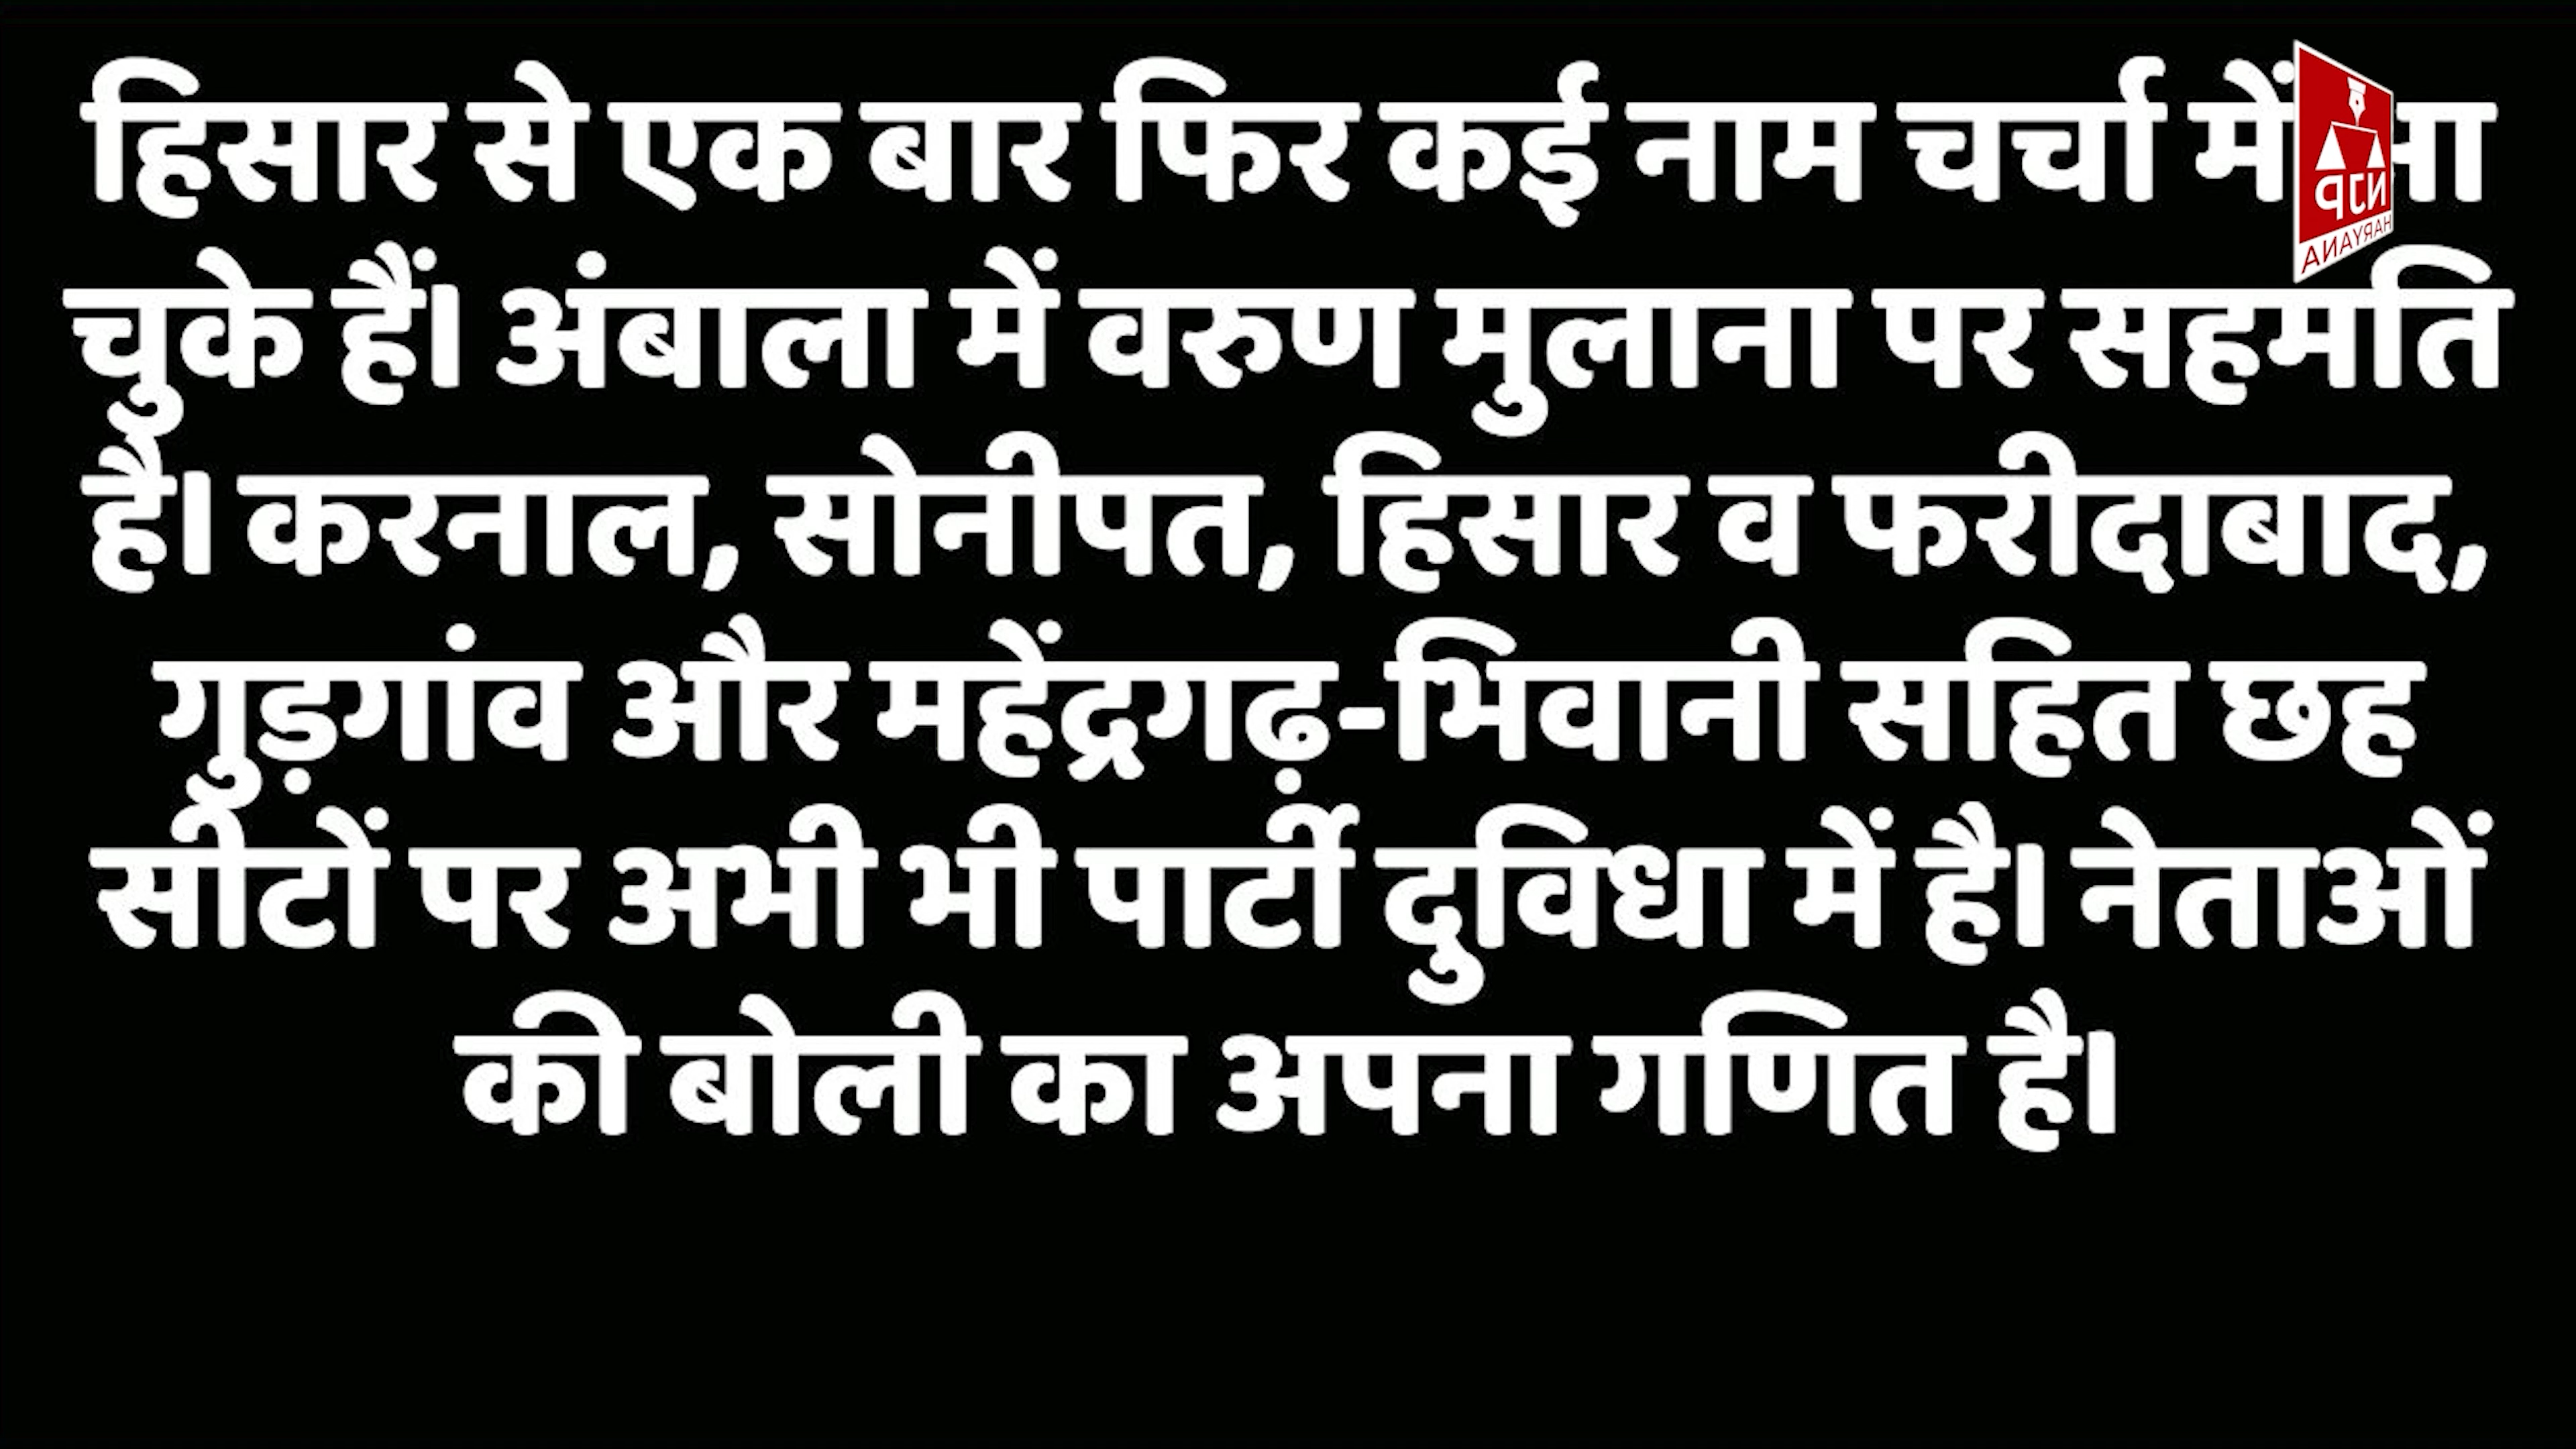 हिसार से एक बार फिर कई नाम चर्चा में
चुके हैं। अंबाला में वरुण मुलाना पर सहमति
है। करनाल, सोनीपत, हिसार व फरीदाबाद,
गुड़गांव और महेंद्रगढ़-भिवानी सहित छह
सीटों पर अभी भी पार्टी दुविधा में है। नेताओं
की बोली का अपना गणित है।
NJP
HARYANA